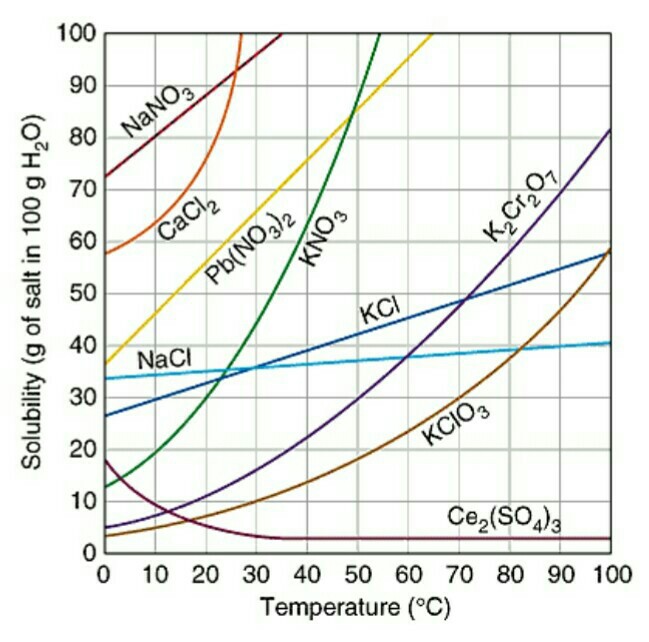 100
90
80
70
60
50
40
30
20
10
0
Solubility (g of salt in 100 g H₂O)
NaNO₃
CaCl₂
Pb(NO₃)₂
KNO₃
K₂Cr₂O₇
KCl
NaCl
KClO₃
Ce₂(SO₄)₃
0 10 20 30 40 50 60 70 80 90 100
Temperature (°C)